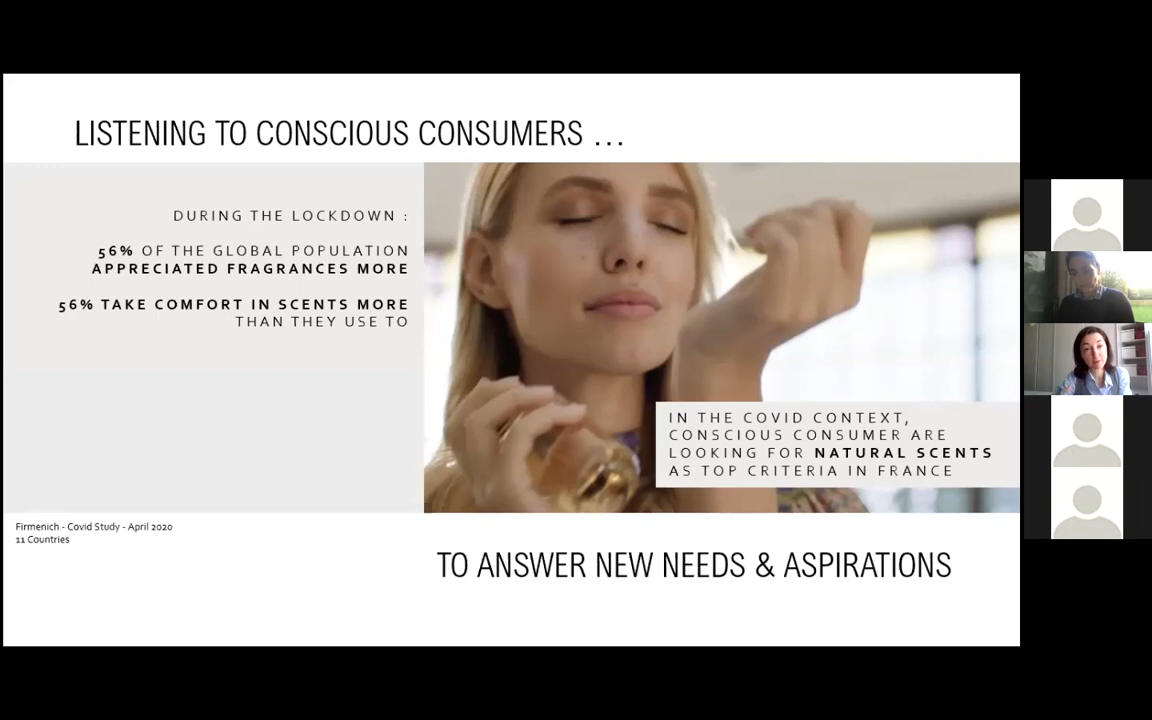 LISTENING TO CONSCIOUS CONSUMERS ...
DURING THE LOCKDOWN :
56% OF THE GLOBAL POPULATION
APPRECIATED FRAGRANCES MORE
56% TAKE COMFORT IN SCENTS MORE
THAN THEY USE TO
IN THE COVID CONTEXT,
CONSCIOUS CONSUMER ARE
LOOKING FOR NATURAL SCENTS
AS TOP CRITERIA IN FRANCE
Firmenich - Covid Study - April 2020
11 Countries
TO ANSWER NEW NEEDS & ASPIRATIONS